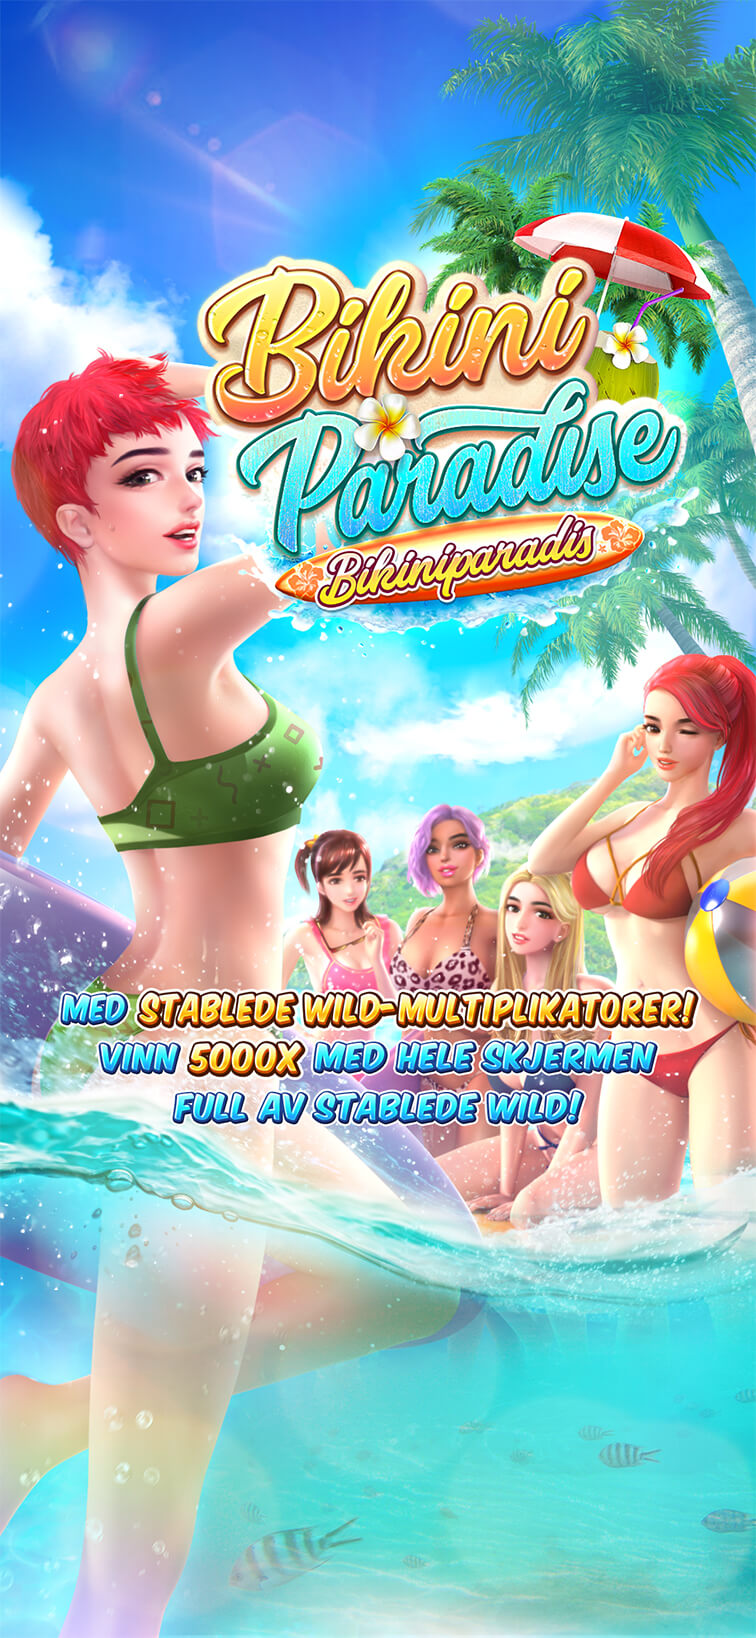 Bikini
Paradise
Bikiniparadis
MED STABLEDE WILD-MULTIPLIKATORER!
VINN 5000X MED HELE SKJERMEN
FULL AV STABLEDE WILD!